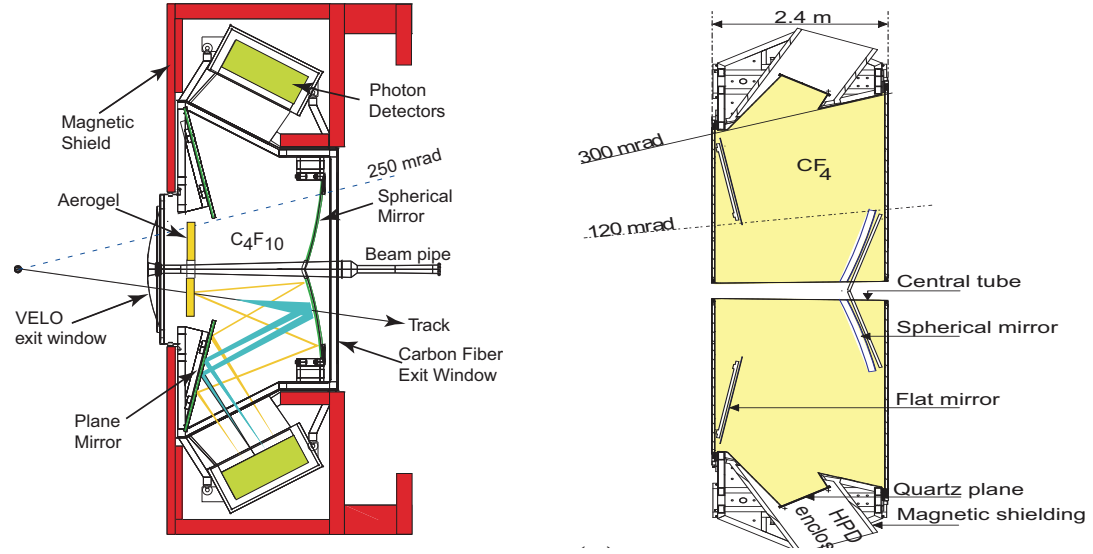 Magnetic
Shield
Photon
Detectors
250 mrad
Aerogel
Spherical
Mirror
C4F10
Beam pipe
VELO
exit window
Track
Carbon Fiber
Exit Window
Plane
Mirror
2.4 m
300 mrad
CF4
120 mrad
Central tube
Spherical mirror
Flat mirror
Quartz plane
Magnetic shielding
HPD